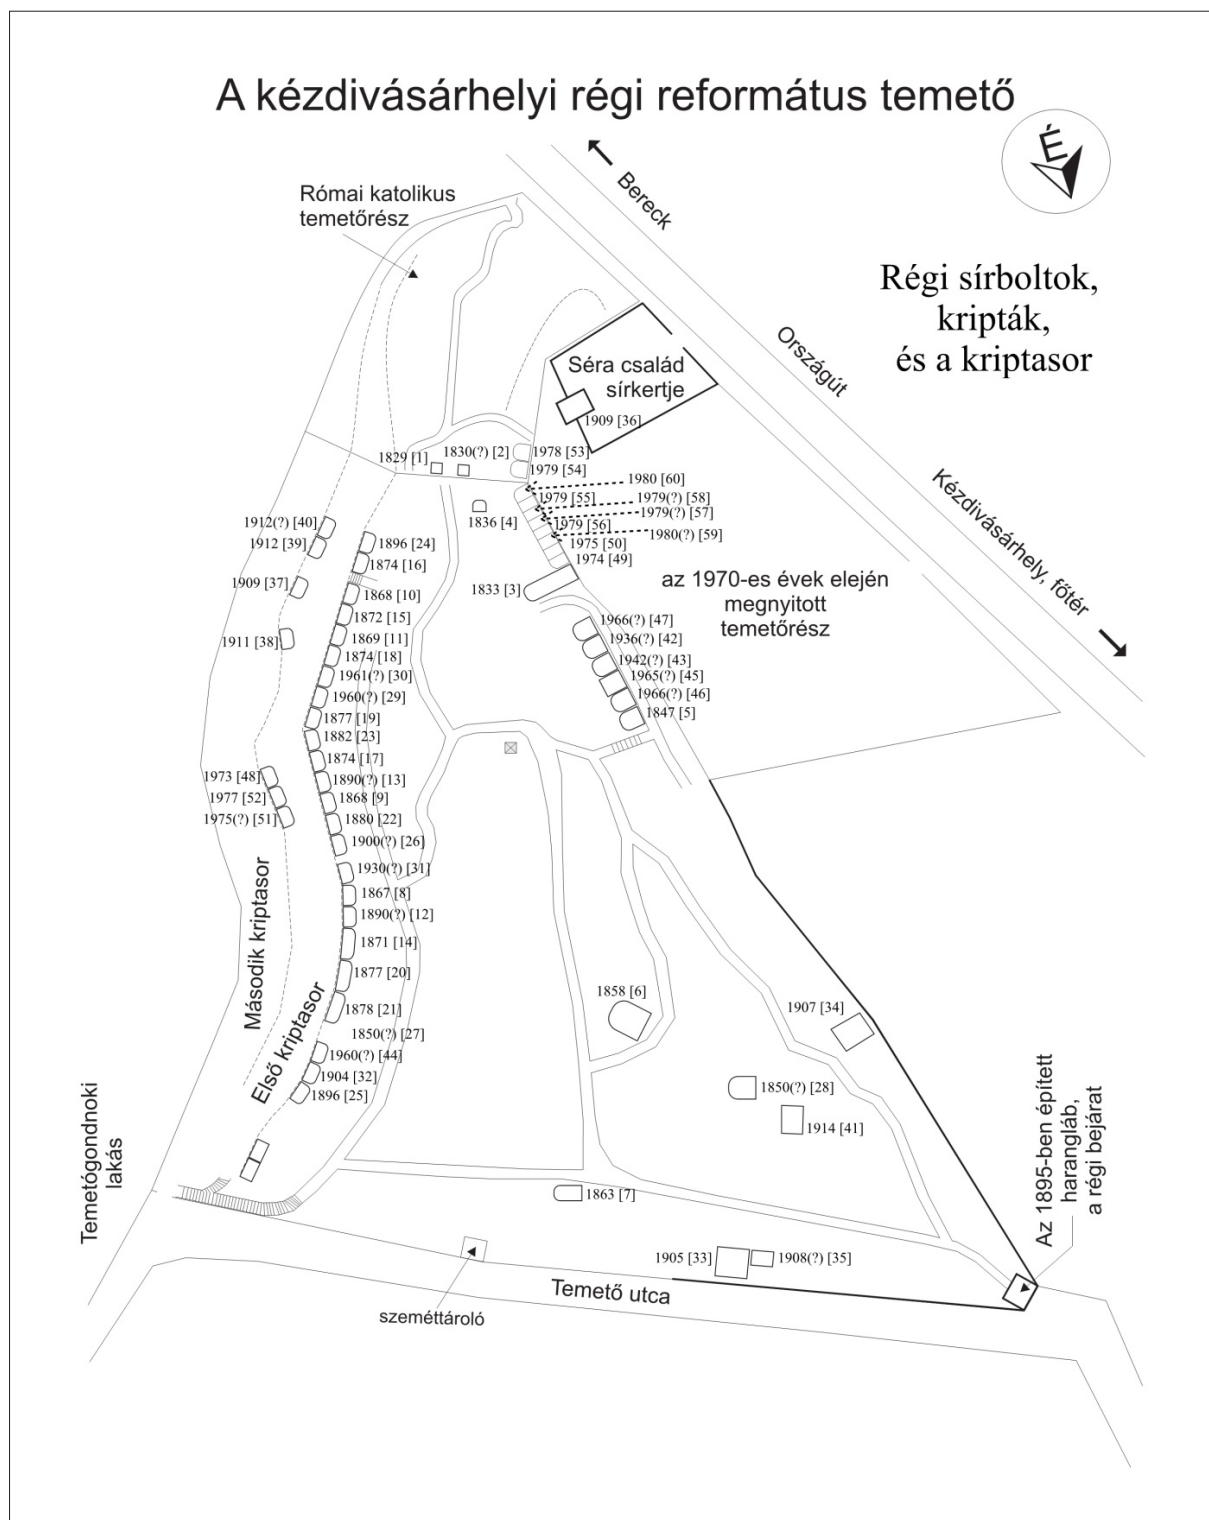 A kézdivásárhelyi régi református temető
É
Bereck
Római katolikus
temetőrész
Régi sírboltok,
kripták,
és a kriptasor
Országút
Séra család
sírkertje
1909 [36]
Kézdivásárhely, főtér
1829 [1]
1830(?) [2]
1978 [53]
1979 [54]
1980 [60]
1979 [55]
1979(?) [58]
1979(?) [57]
1979 [56]
1980(?) [59]
1975 [50]
1974 [49]
1836 [4]
1833 [3]
az 1970-es évek elején
megnyitott
temetőrész
1912(?) [40]
1912 [39]
1909 [37]
1911 [38]
1896 [24]
1874 [16]
1868 [10]
1872 [15]
1869 [11]
1874 [18]
1961(?) [30]
1960(?) [29]
1877 [19]
1882 [23]
1874 [17]
1890(?) [13]
1868 [9]
1880 [22]
1900(?) [26]
1930(?) [31]
1867 [8]
1890(?) [12]
1871 [14]
1877 [20]
1878 [21]
1850(?) [27]
1960(?) [44]
1904 [32]
1896 [25]
1966(?) [47]
1936(?) [42]
1942(?) [43]
1965(?) [45]
1966(?) [46]
1847 [5]
1973 [48]
1977 [52]
1975(?) [51]
Második kriptasor
Első kriptasor
1858 [6]
1907 [34]
1850(?) [28]
1914 [41]
Temetőgondnoki
lakás
Az 1895-ben épített
harangláb,
a régi bejárat
1863 [7]
1905 [33]
1908(?) [35]
Temető utca
szeméttároló